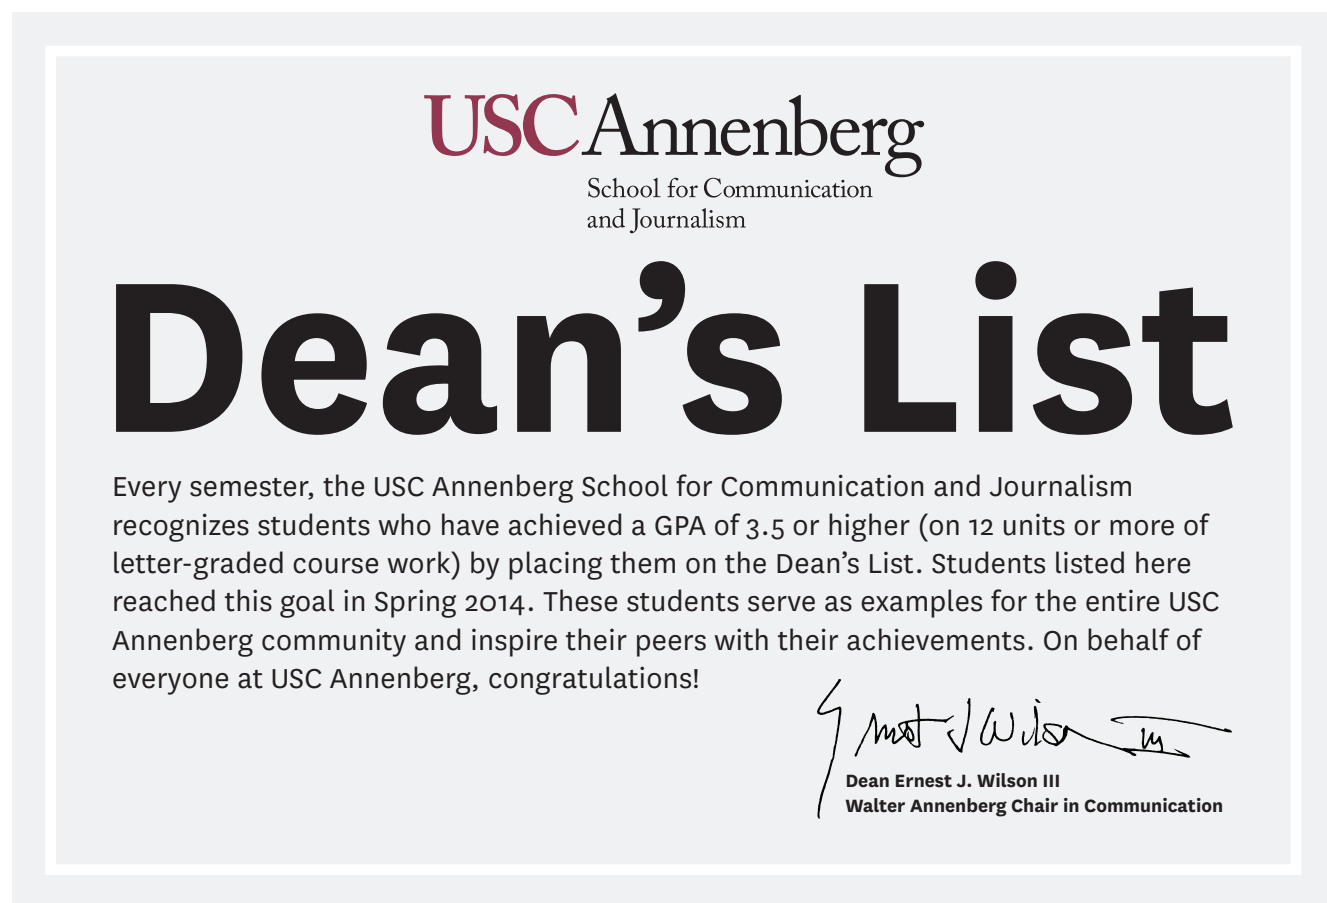 USC Annenberg
School for Communication
and Journalism
Dean’s List
Every semester, the USC Annenberg School for Communication and Journalism
recognizes students who have achieved a GPA of 3.5 or higher (on 12 units or more of
letter-graded course work) by placing them on the Dean’s List. Students listed here
reached this goal in Spring 2014. These students serve as examples for the entire USC
Annenberg community and inspire their peers with their achievements. On behalf of
everyone at USC Annenberg, congratulations!
Ernest J Wilson III
Dean Ernest J. Wilson III
Walter Annenberg Chair in Communication